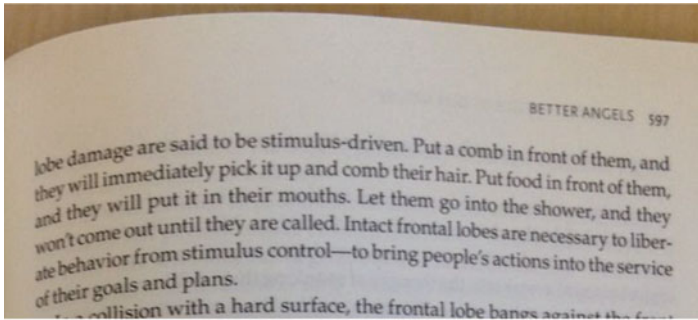 BETTER ANGELS 597
lobe damage are said to be stimulus-driven. Put a comb in front of them, and
they will immediately pick it up and comb their hair. Put food in front of them,
and they will put it in their mouths. Let them go into the shower, and they
won't come out until they are called. Intact frontal lobes are necessary to liber-
ate behavior from stimulus control—to bring people's actions into the service
of their goals and plans.
collision with a hard surface, the frontal lobe bangs against the